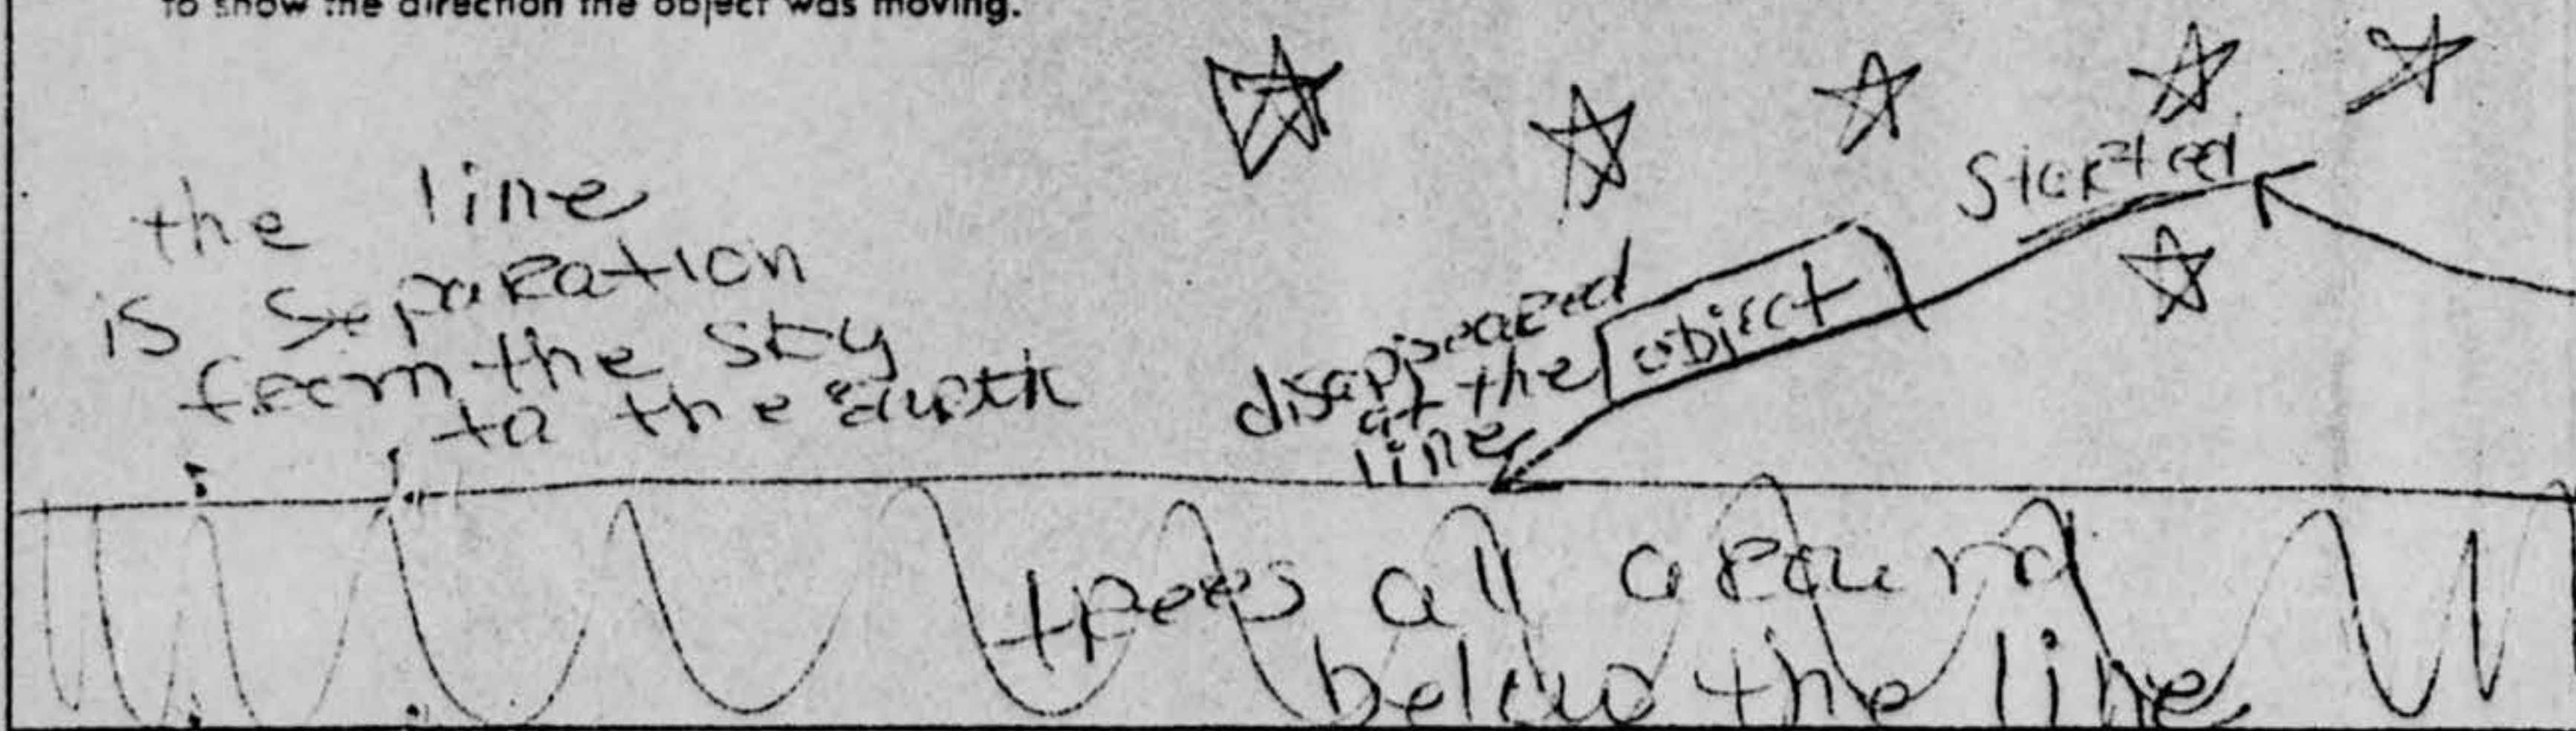 to show the direction the object was moving.
the line
is separation
from the sky
to the earth
disappeared
at the
line
object
started
trees all around
below the line